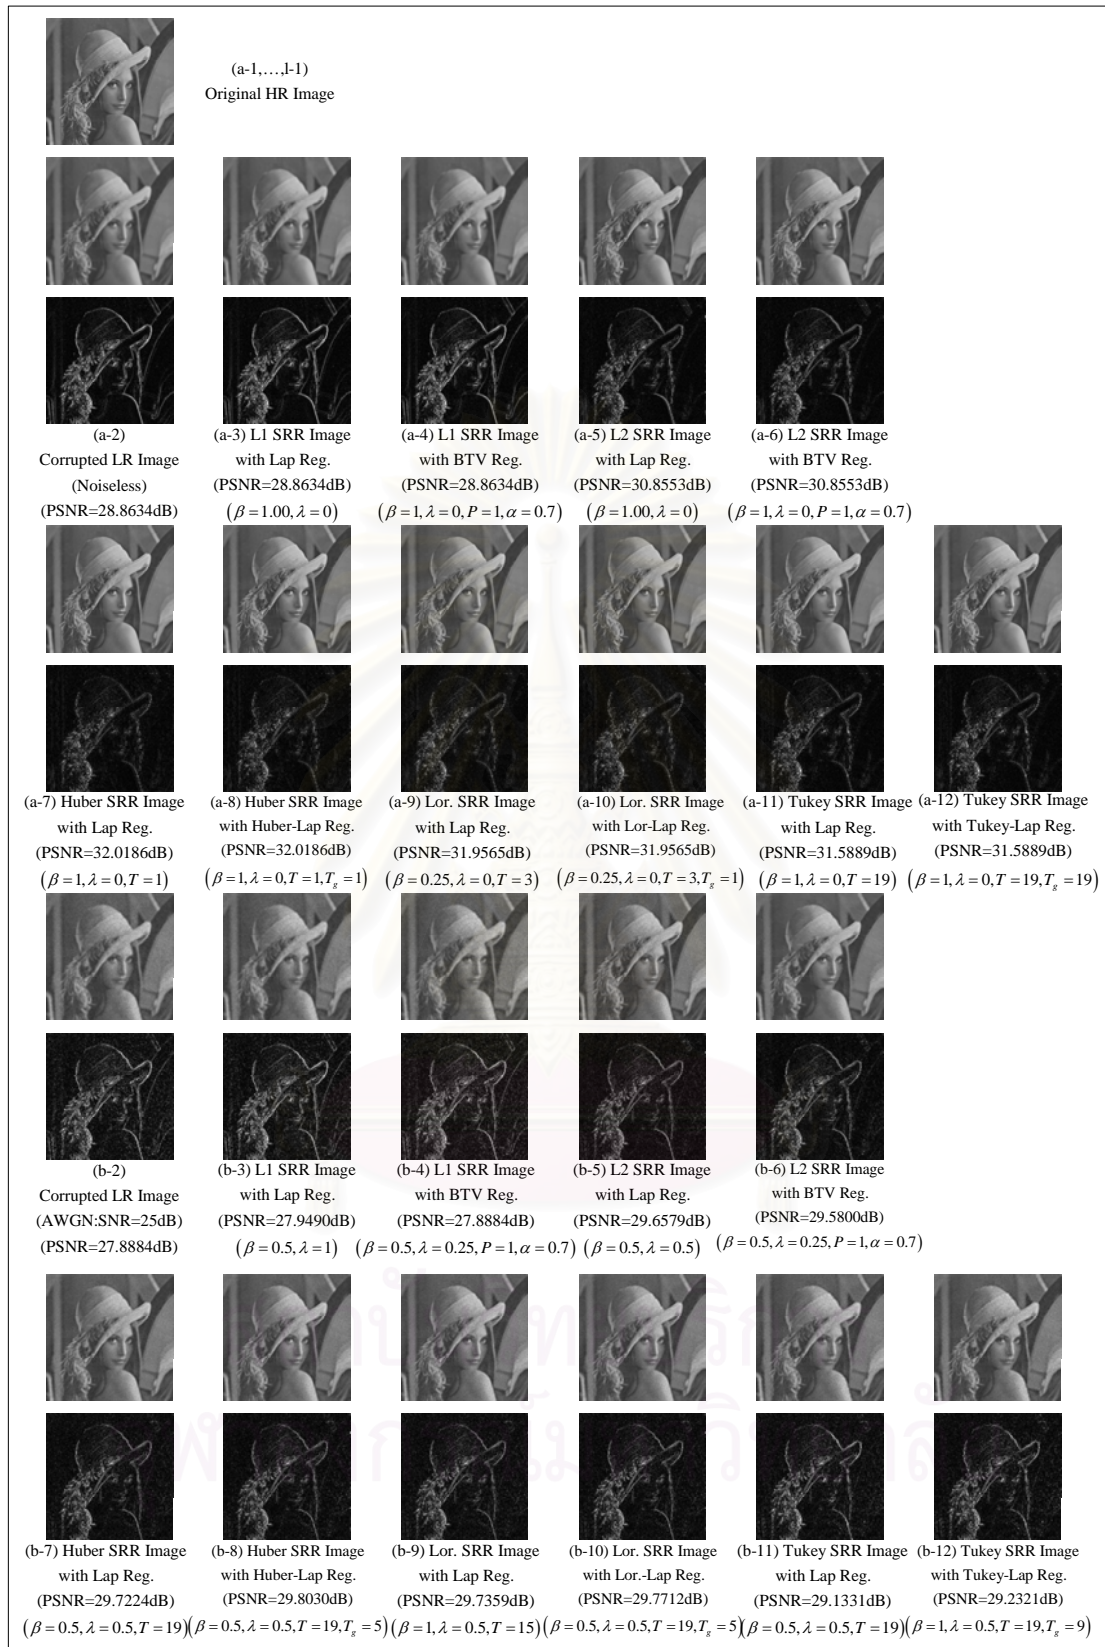 (a-1,…,l-1)
Original HR Image
(a-2)
Corrupted LR Image
(Noiseless)
(PSNR=28.8634dB)
(a-3) L1 SRR Image
with Lap Reg.
(PSNR=28.8634dB)
(β=1.00,λ=0)
(a-4) L1 SRR Image
with BTV Reg.
(PSNR=28.8634dB)
(β=1,λ=0,P=1,α=0.7)
(a-5) L2 SRR Image
with Lap Reg.
(PSNR=30.8553dB)
(β=1.00,λ=0)
(a-6) L2 SRR Image
with BTV Reg.
(PSNR=30.8553dB)
(β=1,λ=0,P=1,α=0.7)
(a-7) Huber SRR Image
with Lap Reg.
(PSNR=32.0186dB)
(β=1,λ=0,T=1)
(a-8) Huber SRR Image
with Huber-Lap Reg.
(PSNR=32.0186dB)
(β=1,λ=0,T=1,T_g=1)
(a-9) Lor. SRR Image
with Lap Reg.
(PSNR=31.9565dB)
(β=0.25,λ=0,T=3)
(a-10) Lor. SRR Image
with Lor-Lap Reg.
(PSNR=31.9565dB)
(β=0.25,λ=0,T=3,T_g=1)
(a-11) Tukey SRR Image
with Lap Reg.
(PSNR=31.5889dB)
(β=1,λ=0,T=19)
(a-12) Tukey SRR Image
with Tukey-Lap Reg.
(PSNR=31.5889dB)
(β=1,λ=0,T=19,T_g=19)
(b-2)
Corrupted LR Image
(AWGN:SNR=25dB)
(PSNR=27.8884dB)
(b-3) L1 SRR Image
with Lap Reg.
(PSNR=27.9490dB)
(β=0.5,λ=1)
(b-4) L1 SRR Image
with BTV Reg.
(PSNR=27.8884dB)
(β=0.5,λ=0.25,P=1,α=0.7)
(b-5) L2 SRR Image
with Lap Reg.
(PSNR=29.6579dB)
(β=0.5,λ=0.5)
(b-6) L2 SRR Image
with BTV Reg.
(PSNR=29.5800dB)
(β=0.5,λ=0.25,P=1,α=0.7)
(b-7) Huber SRR Image
with Lap Reg.
(PSNR=29.7224dB)
(β=0.5,λ=0.5,T=19)
(b-8) Huber SRR Image
with Huber-Lap Reg.
(PSNR=29.8030dB)
(β=0.5,λ=0.5,T=19,T_g=5)
(b-9) Lor. SRR Image
with Lap Reg.
(PSNR=29.7359dB)
(β=1,λ=0.5,T=15)
(b-10) Lor. SRR Image
with Lor.-Lap Reg.
(PSNR=29.7712dB)
(β=0.5,λ=0.5,T=19,T_g=5)
(b-11) Tukey SRR Image
with Lap Reg.
(PSNR=29.1331dB)
(β=0.5,λ=0.5,T=19)
(b-12) Tukey SRR Image
with Tukey-Lap Reg.
(PSNR=29.2321dB)
(β=1,λ=0.5,T=19,T_g=9)